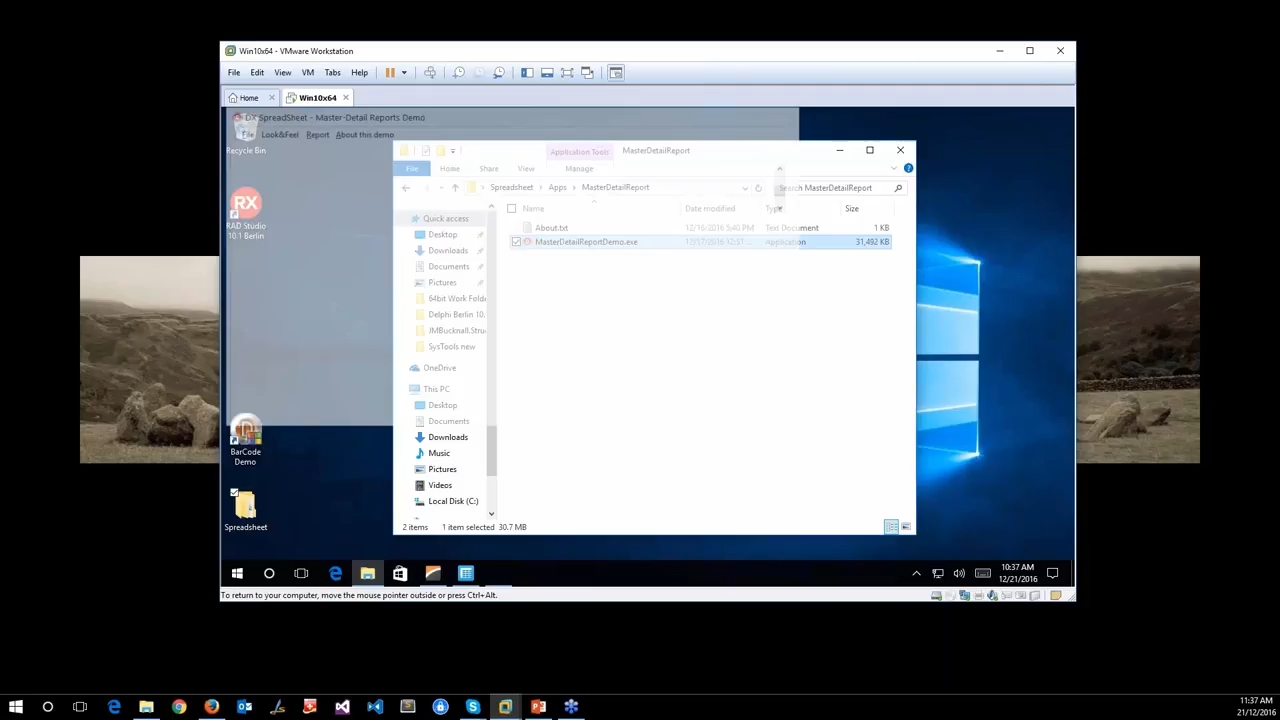 Win10x64 - VMware Workstation
File Edit View VM Tabs Help
Home
Win10x64
DX SpreadSheet - Master-Detail Reports Demo
File Look&Feel Report About this demo
Recycle Bin
RAD Studio
10.1 Berlin
BarCode
Demo
Spreadsheet
Application Tools MasterDetailReport
File Home Share View Manage
Spreadsheet Apps MasterDetailReport Search MasterDetailReport
Name Date modified Type Size
About.txt 12/16/2016 5:40 PM Text Document 1 KB
MasterDetailReportDemo.exe 12/17/2016 12:37... Application 31,492 KB
Quick access
Desktop
Downloads
Documents
Pictures
64bit Work Folde
Delphi Berlin 10.
JMBucknall.Stru
SysTools new
OneDrive
This PC
Desktop
Documents
Downloads
Music
Pictures
Videos
Local Disk (C:)
2 items 1 item selected 30.7 MB
10:37 AM
12/21/2016
To return to your computer, move the mouse pointer outside or press Ctrl+Alt.
11:37 AM
21/12/2016